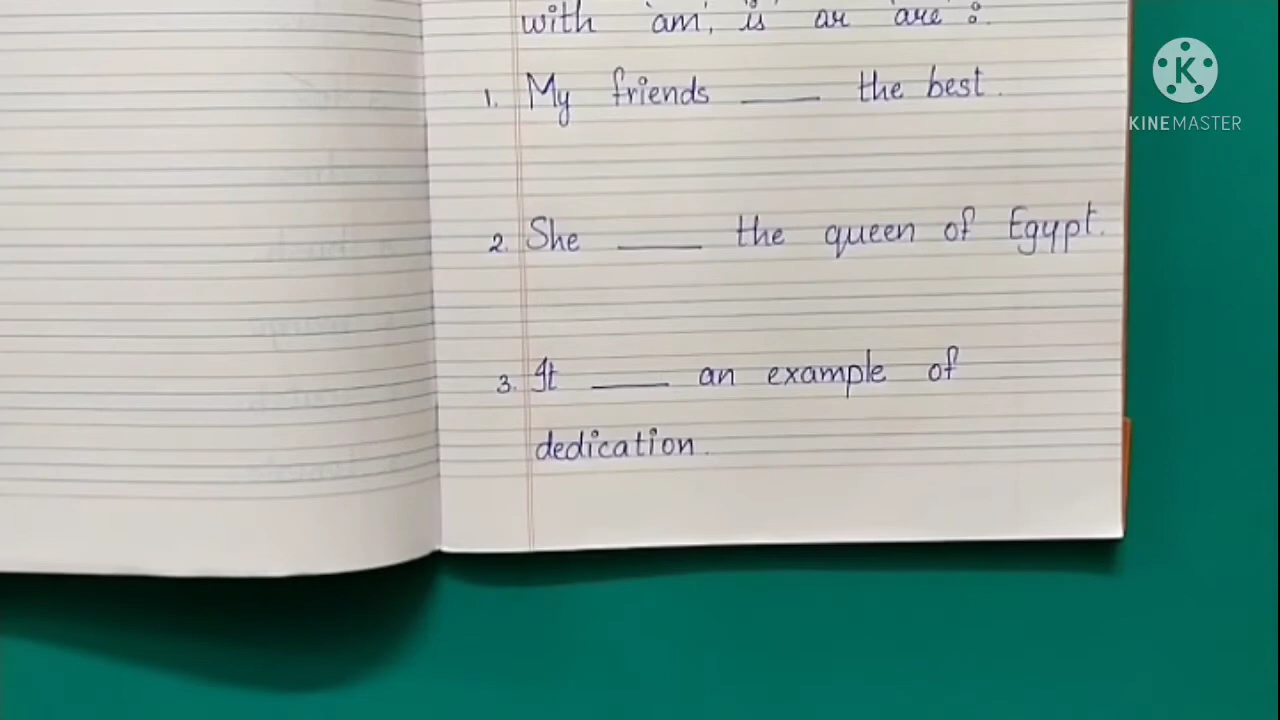 with 'am', 'is' or 'are' :
1. My friends ____ the best.
2. She ____ the queen of Egypt.
3. It ____ an example of
dedication.
K
KINEMASTER